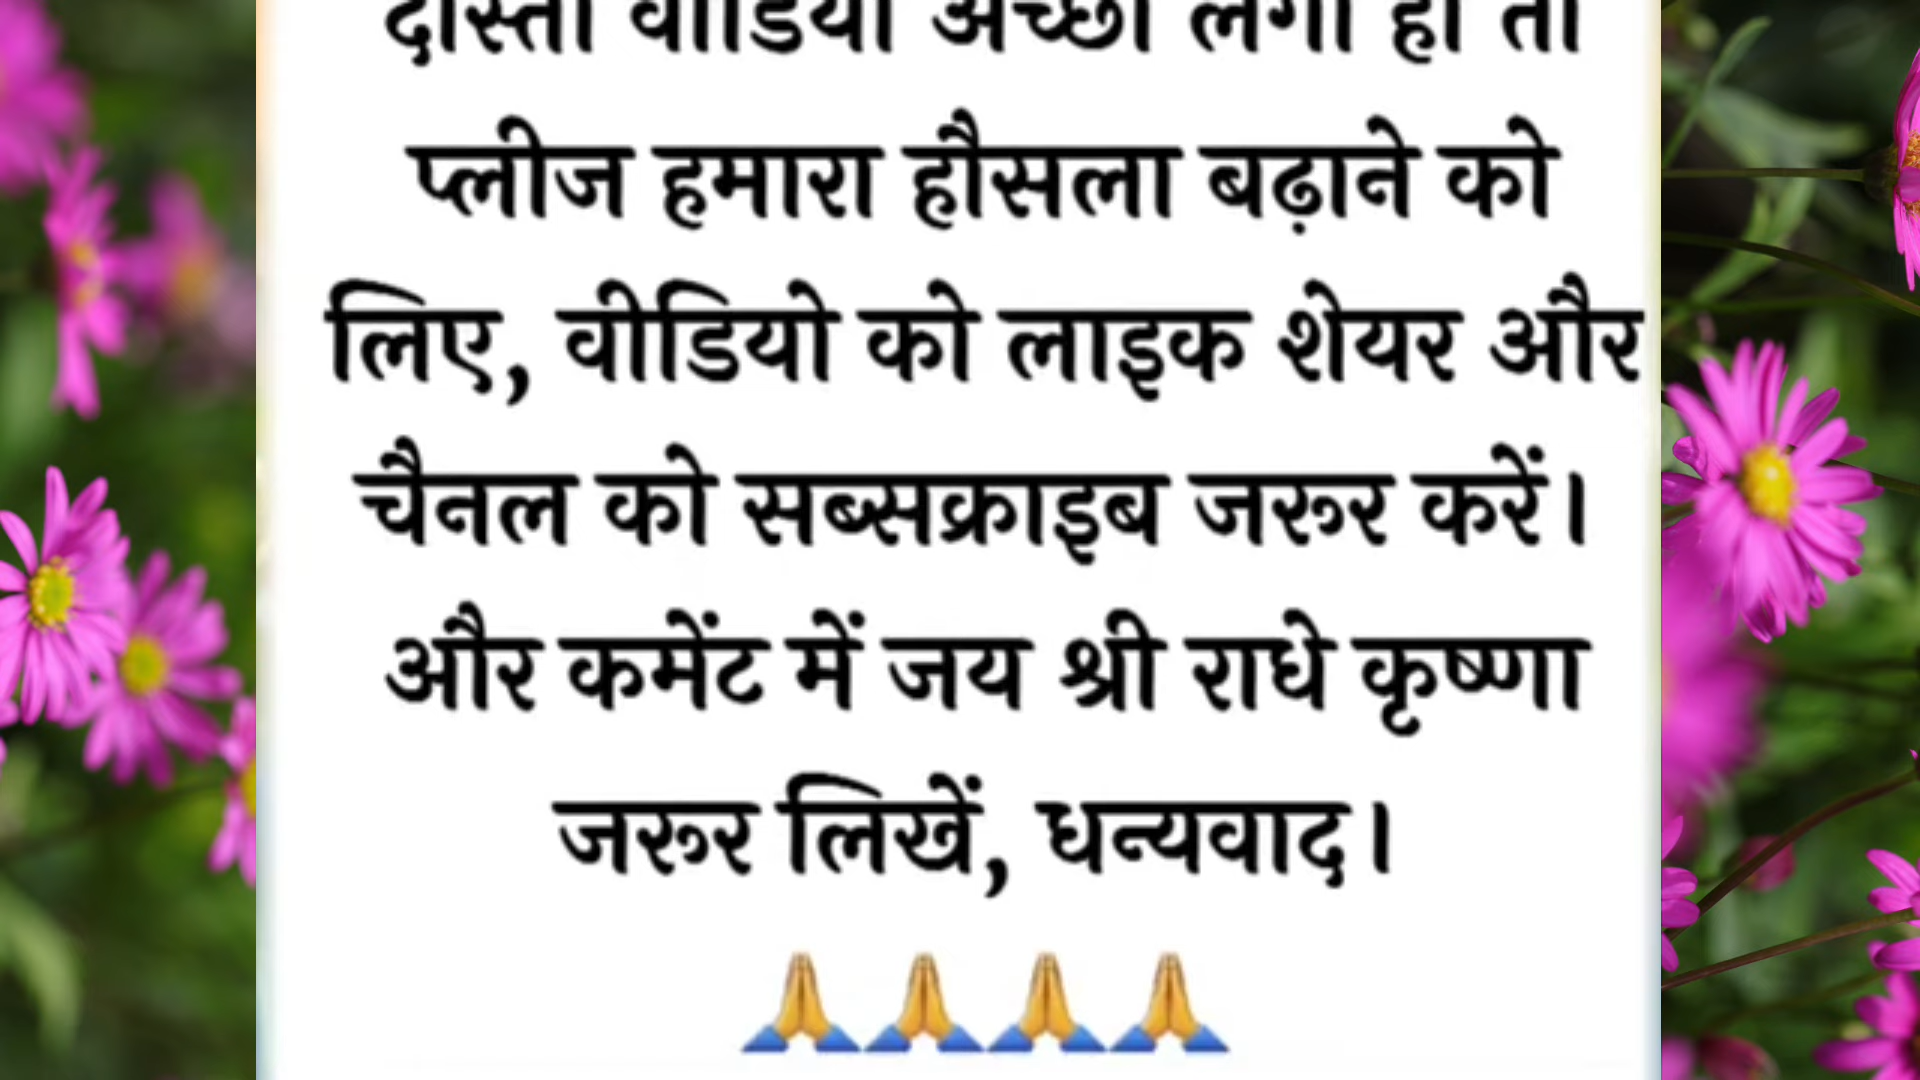 दोस्तों वीडियो अच्छा लगा हो तो
प्लीज हमारा हौसला बढ़ाने को
लिए, वीडियो को लाइक शेयर और
चैनल को सब्सक्राइब जरूर करें।
और कमेंट में जय श्री राधे कृष्णा
जरूर लिखें, धन्यवाद।
🙏🙏🙏🙏